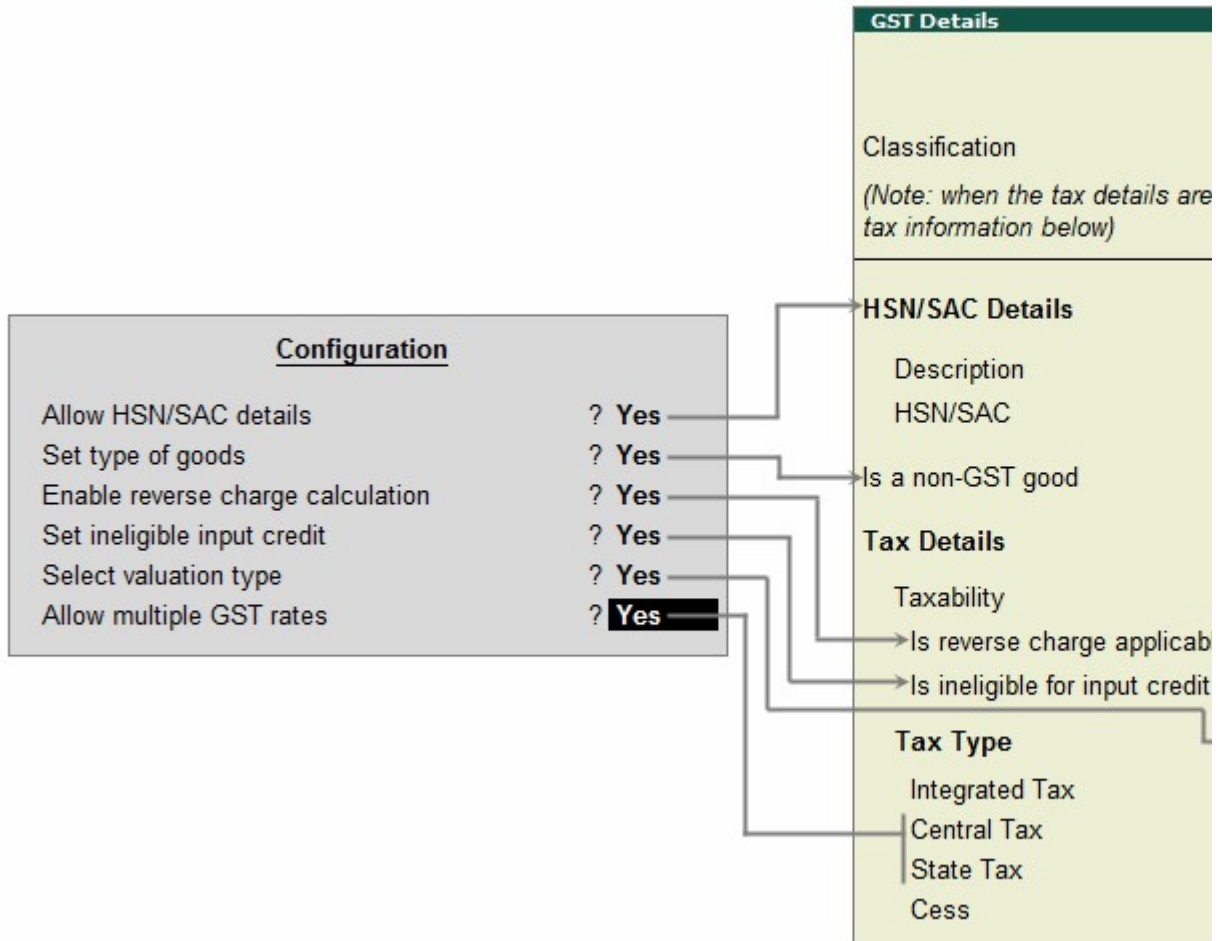 GST Details
Classification
(Note: when the tax details are
tax information below)
HSN/SAC Details
Description
HSN/SAC
Is a non-GST good
Tax Details
Taxability
Is reverse charge applicabl
Is ineligible for input credit
Tax Type
Integrated Tax
Central Tax
State Tax
Cess
Configuration
Allow HSN/SAC details ? Yes
Set type of goods ? Yes
Enable reverse charge calculation ? Yes
Set ineligible input credit ? Yes
Select valuation type ? Yes
Allow multiple GST rates ? Yes